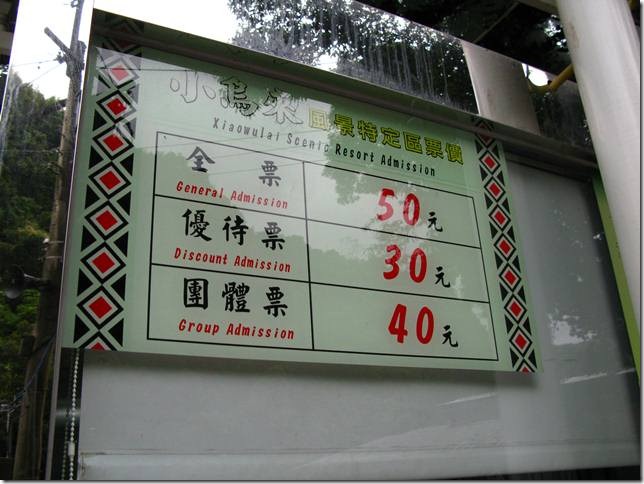 小烏來風景特定區票價
Xiaowulai Scenic Resort Admission
全票 50元
General Admission
優待票 30元
Discount Admission
團體票 40元
Group Admission